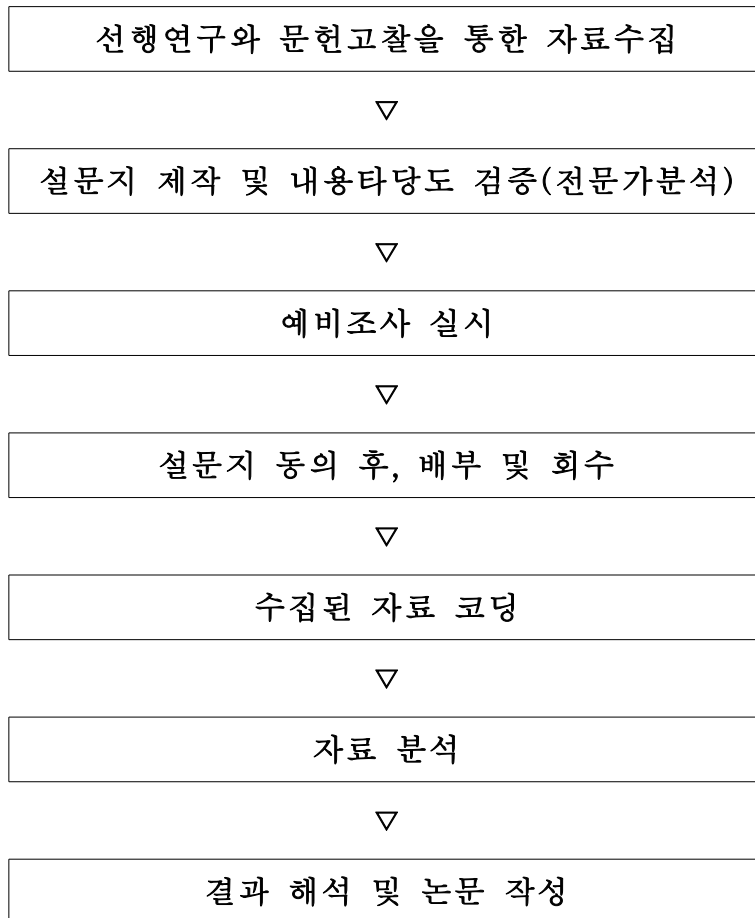 선행연구와 문헌고찰을 통한 자료수집
▽
설문지 제작 및 내용타당도 검증(전문가분석)
▽
예비조사 실시
▽
설문지 동의 후, 배부 및 회수
▽
수집된 자료 코딩
▽
자료 분석
▽
결과 해석 및 논문 작성